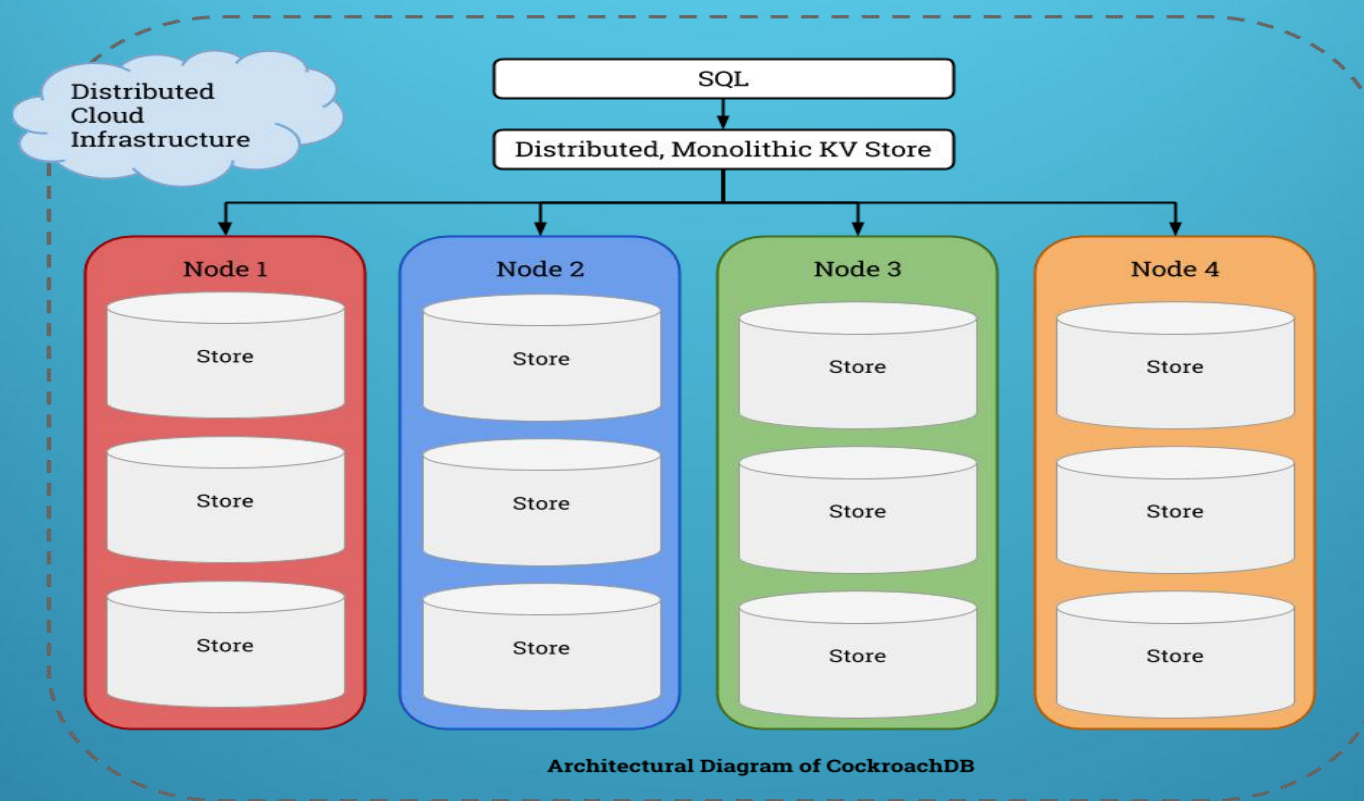 Distributed
Cloud
Infrastructure
SQL
Distributed, Monolithic KV Store
Node 1
Store
Store
Store
Node 2
Store
Store
Store
Node 3
Store
Store
Store
Node 4
Store
Store
Store
Architectural Diagram of CockroachDB